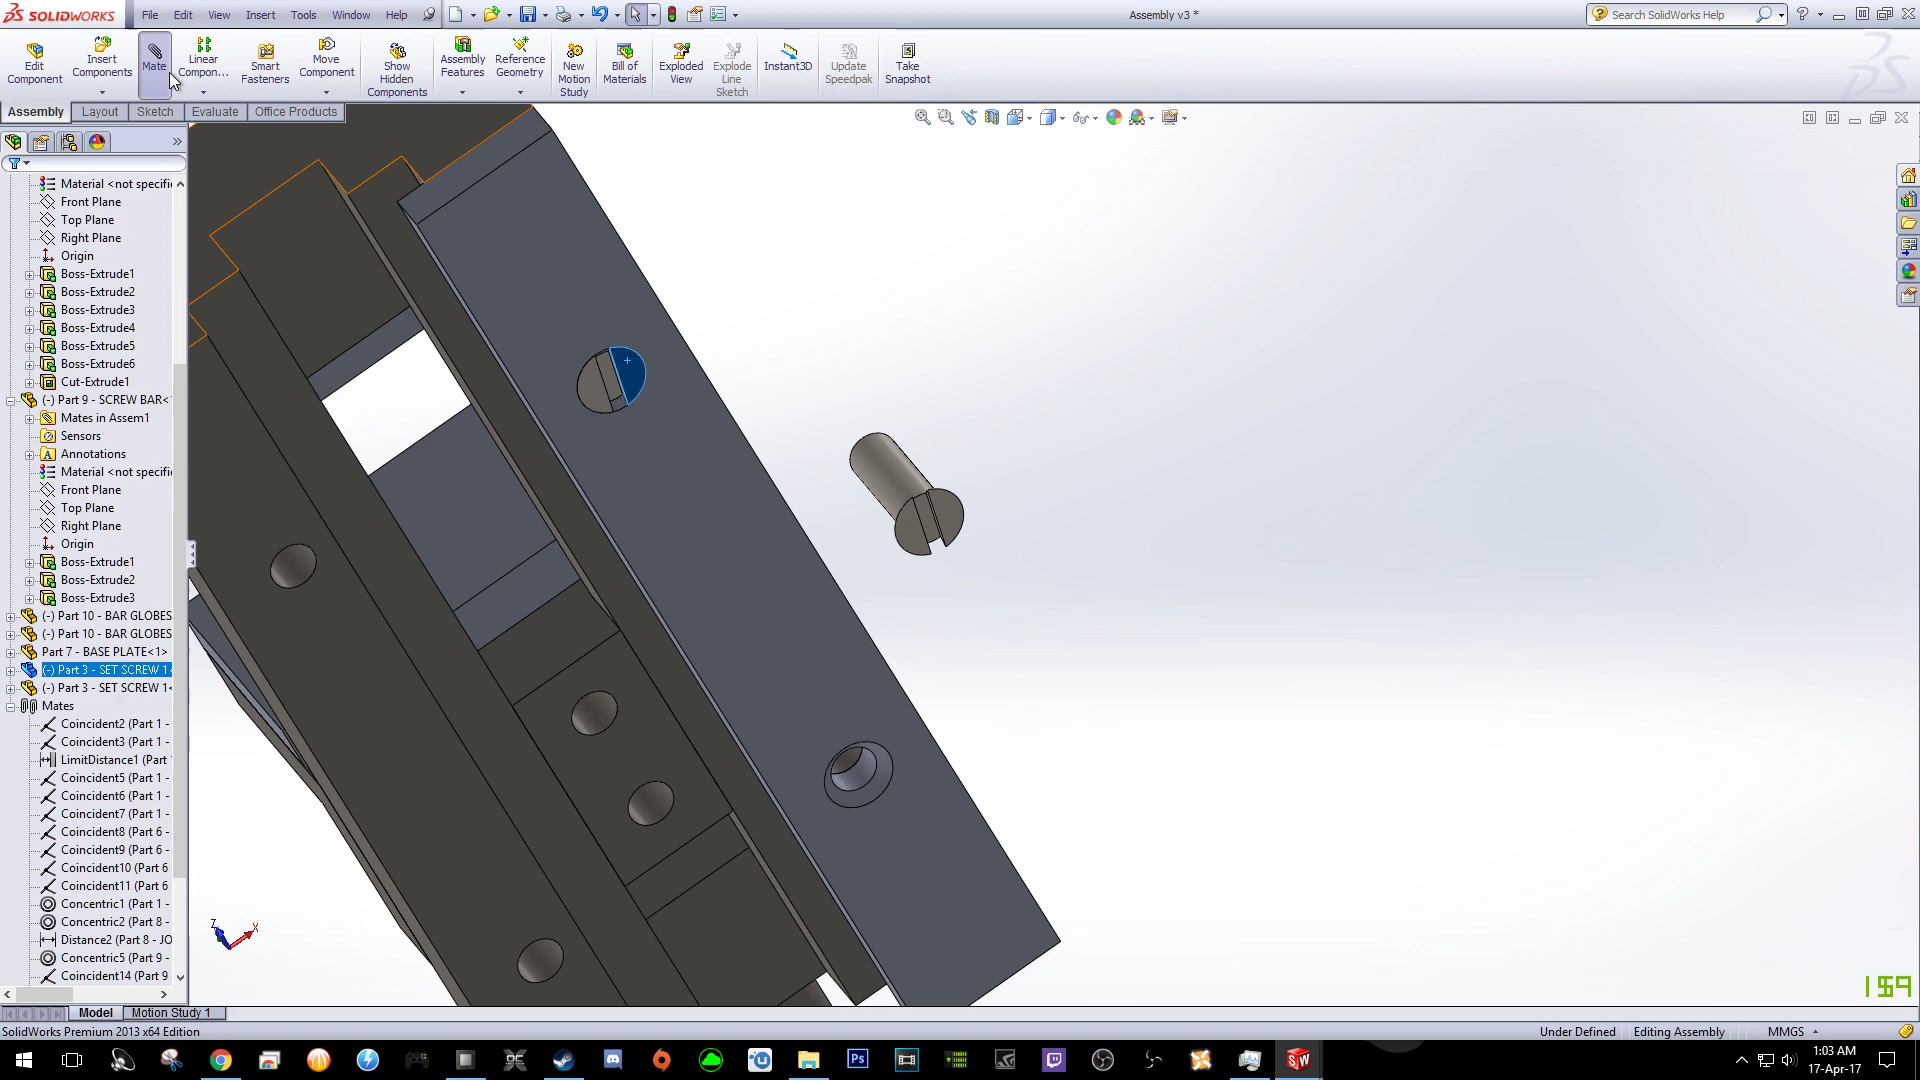 SOLIDWORKS File Edit View Insert Tools Window Help Assembly v3 * Search SolidWorks Help
Edit Component
Insert Components
Mate
Linear Compon...
Smart Fasteners
Move Component
Show Hidden Components
Assembly Features
Reference Geometry
New Motion Study
Bill of Materials
Exploded View
Explode Line Sketch
Instant3D
Update Speedpak
Take Snapshot
Assembly Layout Sketch Evaluate Office Products
Material <not specifi
Front Plane
Top Plane
Right Plane
Origin
Boss-Extrude1
Boss-Extrude2
Boss-Extrude3
Boss-Extrude4
Boss-Extrude5
Boss-Extrude6
Cut-Extrude1
(-) Part 9 - SCREW BAR<
Mates in Assem1
Sensors
Annotations
Material <not specifi
Front Plane
Top Plane
Right Plane
Origin
Boss-Extrude1
Boss-Extrude2
Boss-Extrude3
(-) Part 10 - BAR GLOBES
(-) Part 10 - BAR GLOBES
Part 7 - BASE PLATE<1>
(-) Part 3 - SET SCREW 1<
(-) Part 3 - SET SCREW 1<
Mates
Coincident2 (Part 1 -
Coincident3 (Part 1 -
LimitDistance1 (Part
Coincident5 (Part 1 -
Coincident6 (Part 1 -
Coincident7 (Part 1 -
Coincident8 (Part 6 -
Coincident9 (Part 6 -
Coincident10 (Part 6
Coincident11 (Part 6
Concentric1 (Part 1 -
Concentric2 (Part 8 -
Distance2 (Part 8 - JO
Concentric5 (Part 9 -
Coincident14 (Part 9
Z X
159
Model Motion Study 1
SolidWorks Premium 2013 x64 Edition Under Defined Editing Assembly MMGS
1:03 AM
17-Apr-17